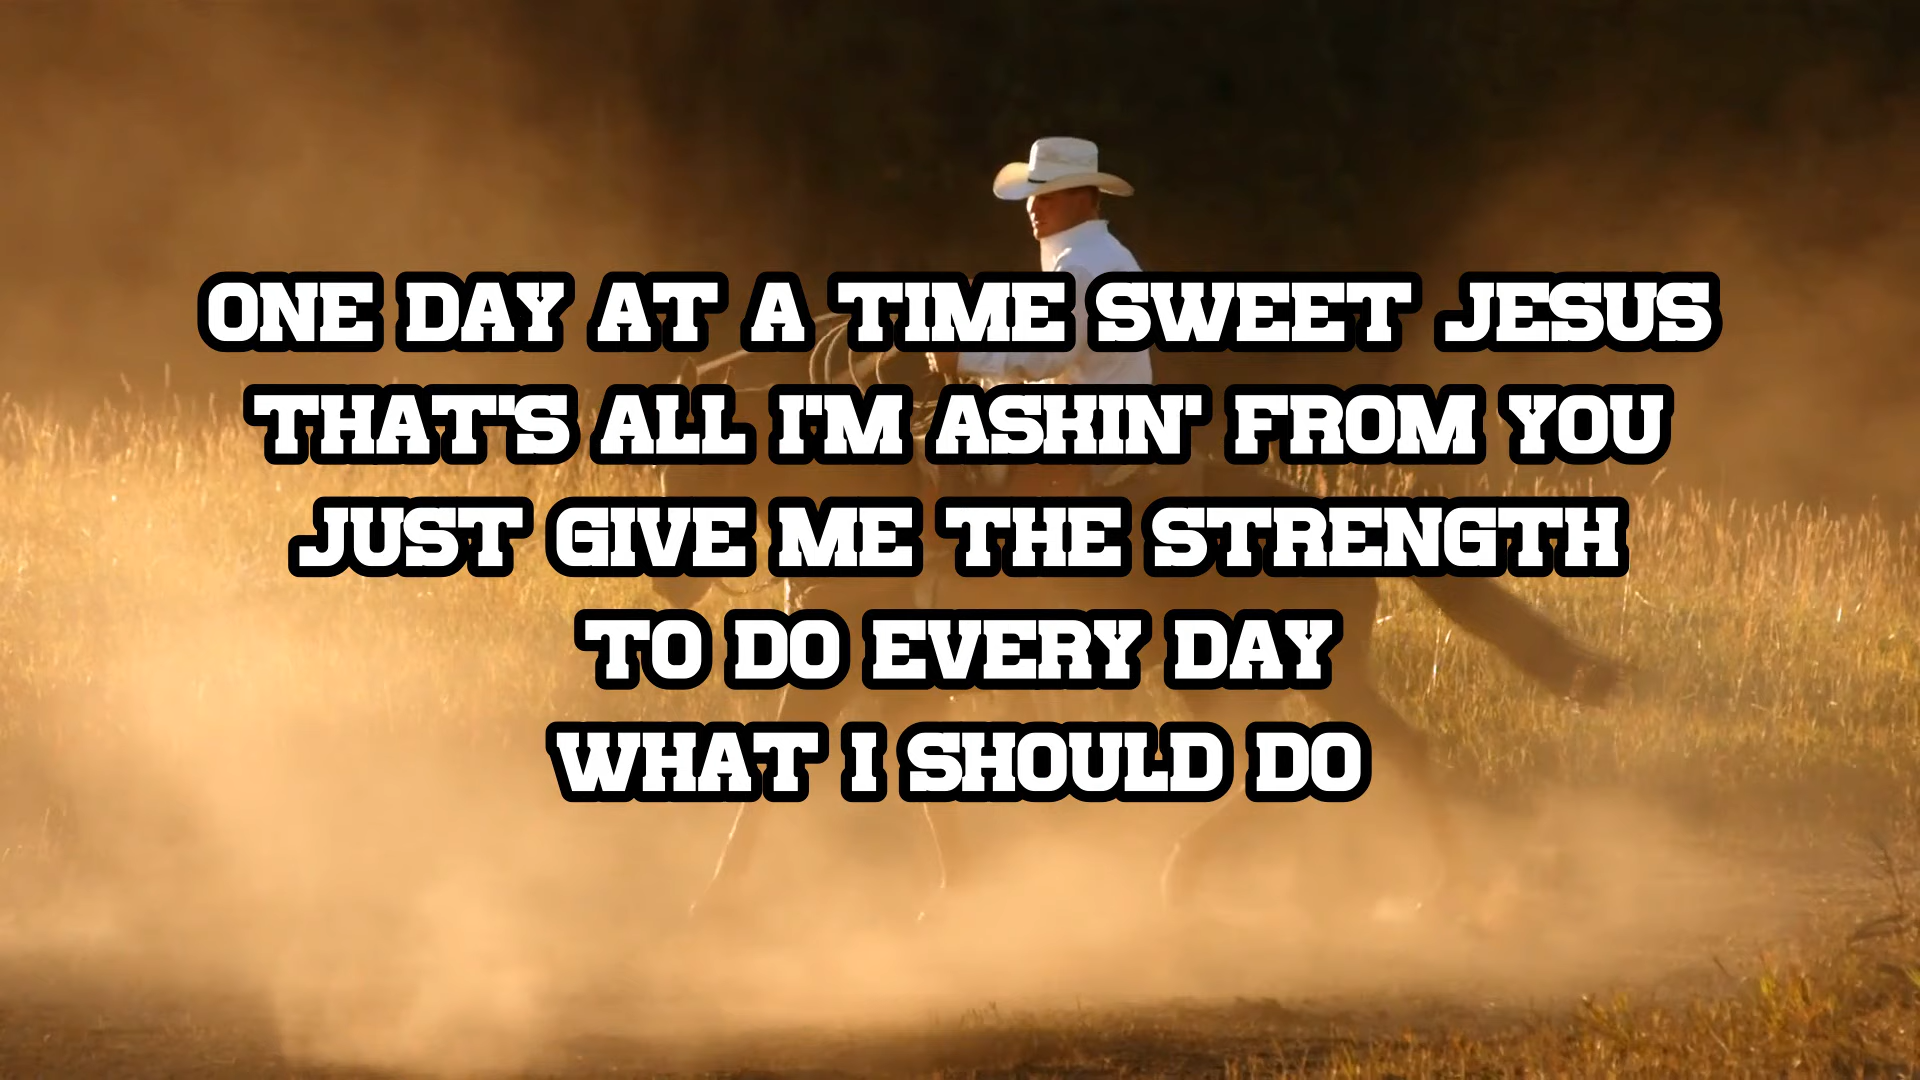 ONE DAY AT A TIME SWEET JESUS
THAT'S ALL I'M ASKIN' FROM YOU
JUST GIVE ME THE STRENGTH
TO DO EVERY DAY
WHAT I SHOULD DO